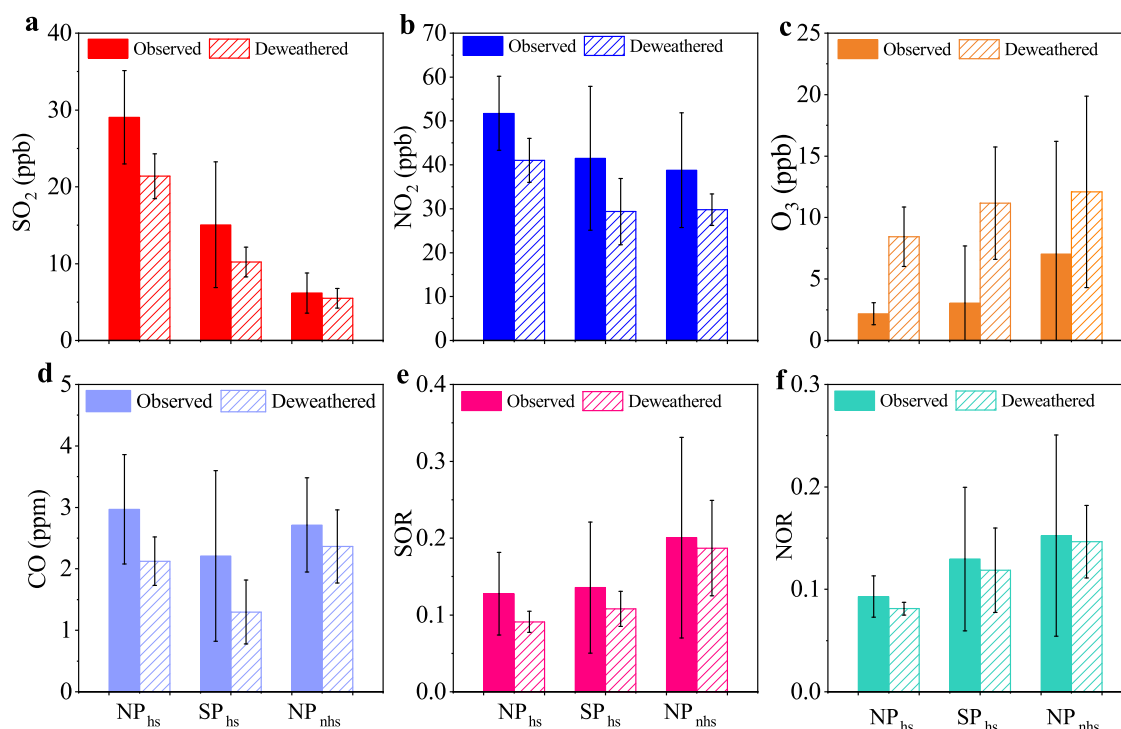 a
SO2 (ppb)
40
30
20
10
0
Observed
Deweathered
b
NO2 (ppb)
70
60
50
40
30
20
10
0
Observed
Deweathered
c
O3 (ppb)
25
20
15
10
5
0
Observed
Deweathered
d
CO (ppm)
5
4
3
2
1
0
Observed
Deweathered
NPhs
SPhs
NPnhs
e
SOR
0.4
0.3
0.2
0.1
0.0
Observed
Deweathered
NPhs
SPhs
NPnhs
f
NOR
0.3
0.2
0.1
0.0
Observed
Deweathered
NPhs
SPhs
NPnhs